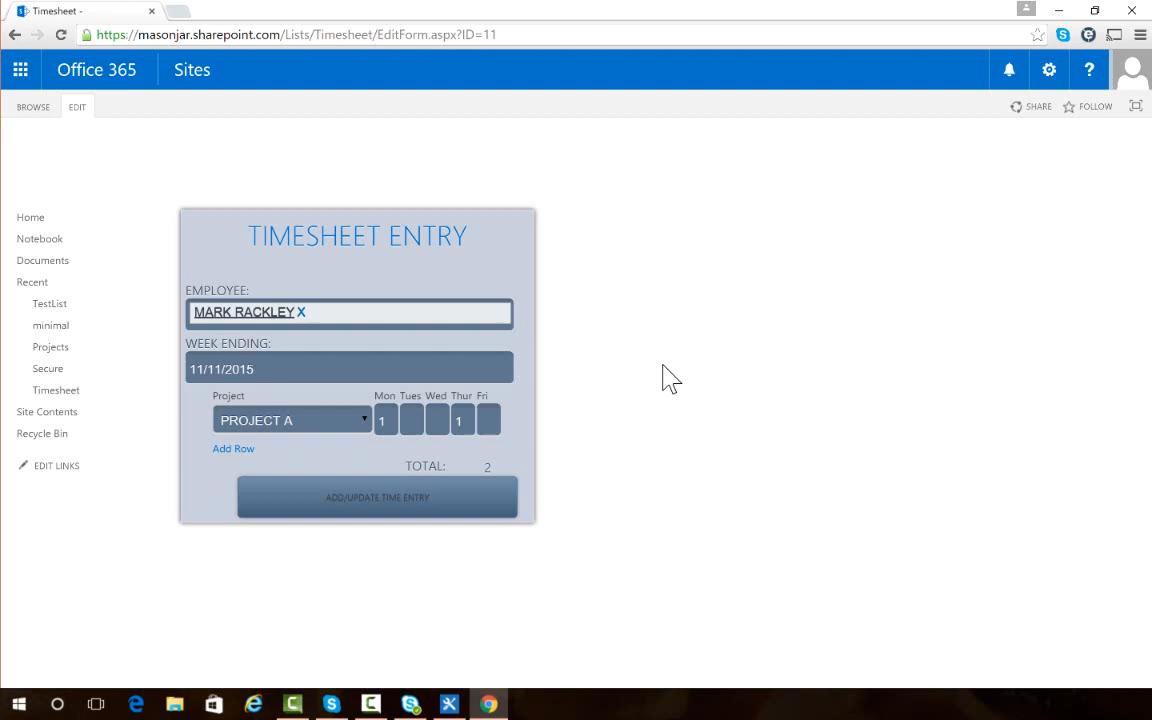 Timesheet -
https://masonjar.sharepoint.com/Lists/Timesheet/EditForm.aspx?ID=11
Office 365 Sites ?
BROWSE EDIT SHARE FOLLOW
Home
Notebook
Documents
Recent
TestList
minimal
Projects
Secure
Timesheet
Site Contents
Recycle Bin
EDIT LINKS
TIMESHEET ENTRY
EMPLOYEE:
MARK RACKLEY X
WEEK ENDING:
11/11/2015
Project Mon Tues Wed Thur Fri
PROJECT A 1 1
Add Row
TOTAL: 2
ADD/UPDATE TIME ENTRY